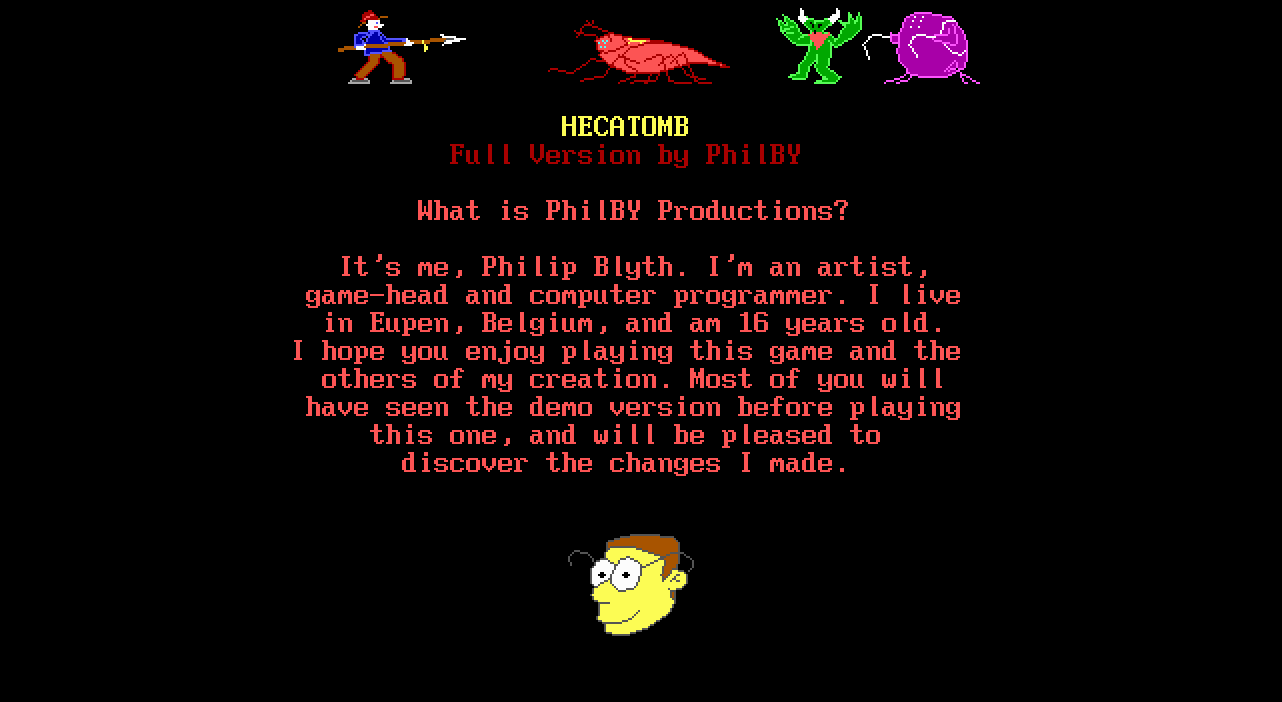 HECATOMB
Full Version by PhilBY
What is PhilBY Productions?
It's me, Philip Blyth. I'm an artist,
game-head and computer programmer. I live
in Eupen, Belgium, and am 16 years old.
I hope you enjoy playing this game and the
others of my creation. Most of you will
have seen the demo version before playing
this one, and will be pleased to
discover the changes I made.